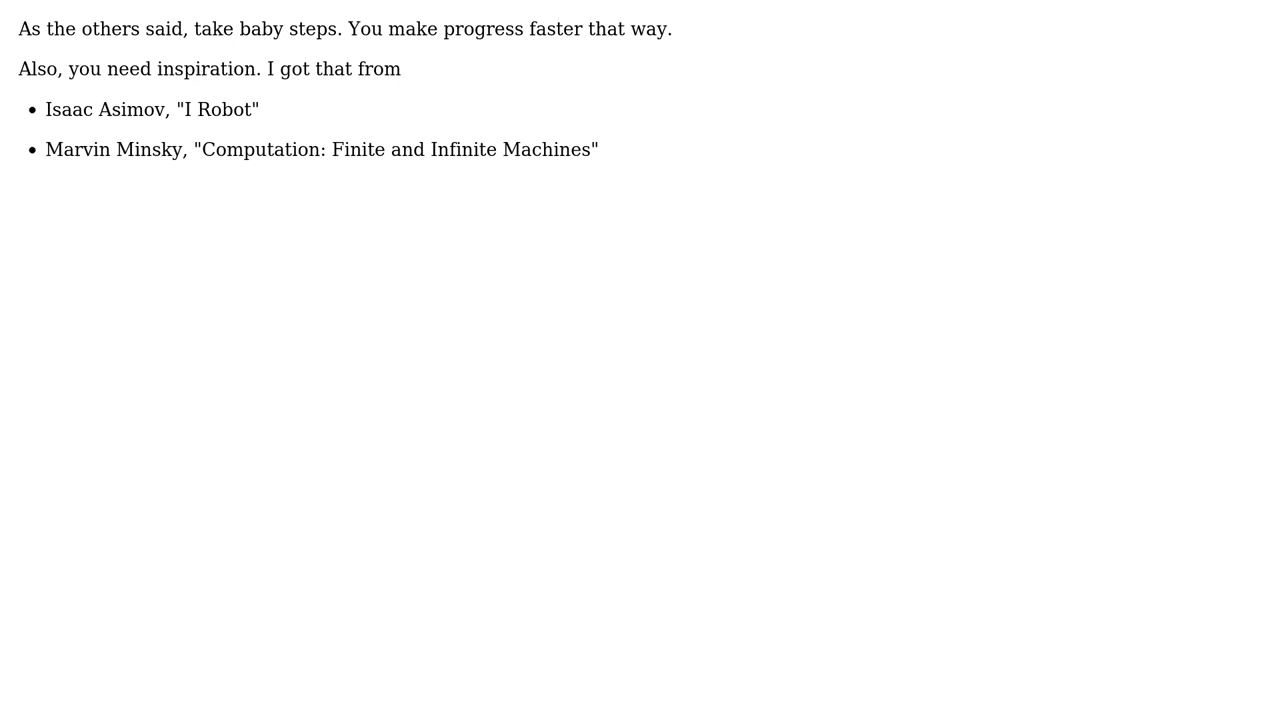 As the others said, take baby steps. You make progress faster that way.
Also, you need inspiration. I got that from
• Isaac Asimov, "I Robot"
• Marvin Minsky, "Computation: Finite and Infinite Machines"